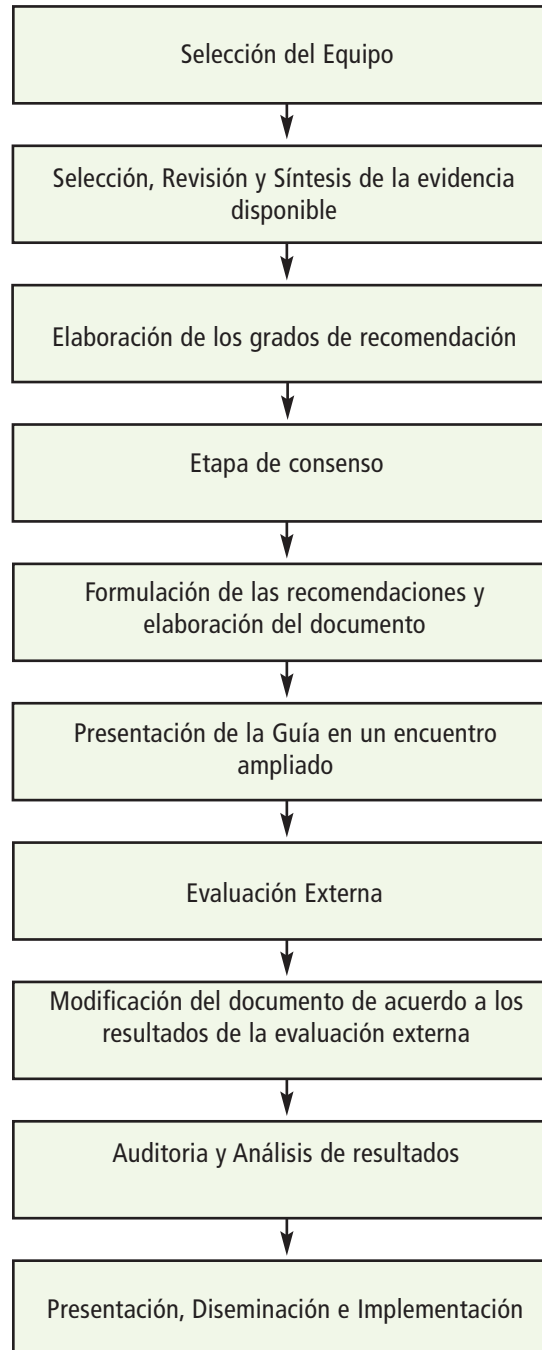 Selección del Equipo
Selección, Revisión y Síntesis de la evidencia
disponible
Elaboración de los grados de recomendación
Etapa de consenso
Formulación de las recomendaciones y
elaboración del documento
Presentación de la Guía en un encuentro
ampliado
Evaluación Externa
Modificación del documento de acuerdo a los
resultados de la evaluación externa
Auditoria y Análisis de resultados
Presentación, Diseminación e Implementación